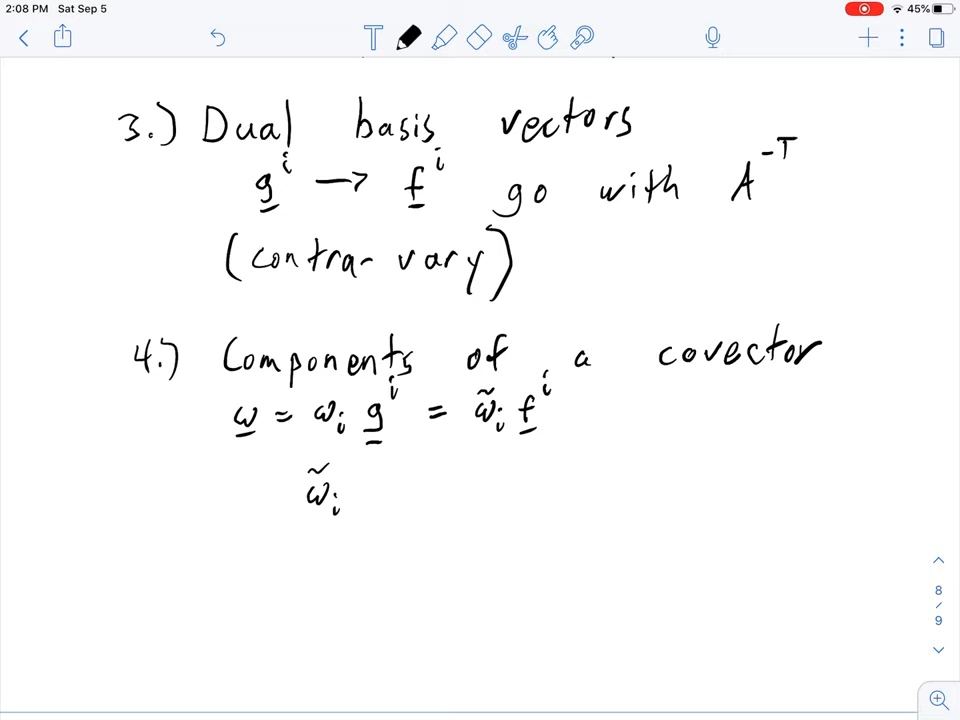 2:08 PM Sat Sep 5 45%
T
3.) Dual basis vectors
g^i → f^i go with A^-T
(contra-vary)
4.) Components of a covector
ω = ω_i g^i = ω̃_i f^i
ω̃_i
8
/
9